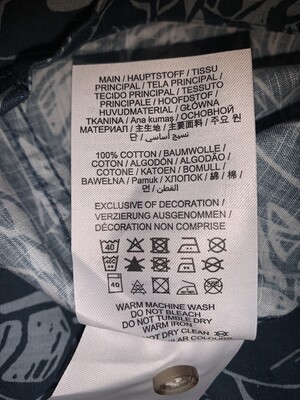 MAIN / HAUPTSTOFF / TISSU
PRINCIPAL / TELA PRINCIPAL /
TECIDO PRINCIPAL / TESSUTO
PRINCIPALE / HOOFDSTOF /
HUVUDMATERIAL / GŁÓWNA
TKANINA / Ana kumaş / ОСНОВНОЙ
МАТЕРИАЛ / 主生地 / 主要面料 / 주요 원
단 / نسيج أساسي /
100% COTTON / BAUMWOLLE /
COTON / ALGODÓN / ALGODÃO /
COTONE / KATOEN / BOMULL /
BAWEŁNA / Pamuk / ХЛОПОК / 綿 / 棉 /
면 / القطن /
EXCLUSIVE OF DECORATION /
VERZIERUNG AUSGENOMMEN /
DÉCORATION NON COMPRISE
40
40
WARM MACHINE WASH
DO NOT BLEACH
DO NOT TUMBLE DRY
WARM IRON
NOT DRY CLEAN
COLOURS